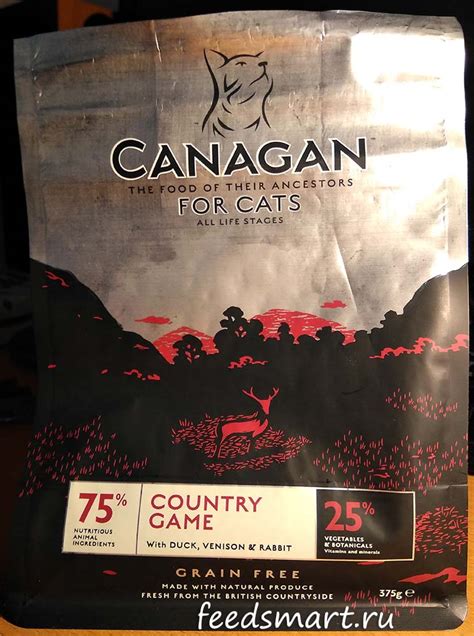 CANAGAN
THE FOOD OF THEIR ANCESTORS
FOR CATS
ALL LIFE STAGES
75%
NUTRITIOUS
ANIMAL
INGREDIENTS
COUNTRY
GAME
With DUCK, VENISON & RABBIT
25%
VEGETABLES
& BOTANICALS
Vitamins and minerals
GRAIN FREE
MADE WITH NATURAL PRODUCE
FRESH FROM THE BRITISH COUNTRYSIDE
375g e
feedsmart.ru